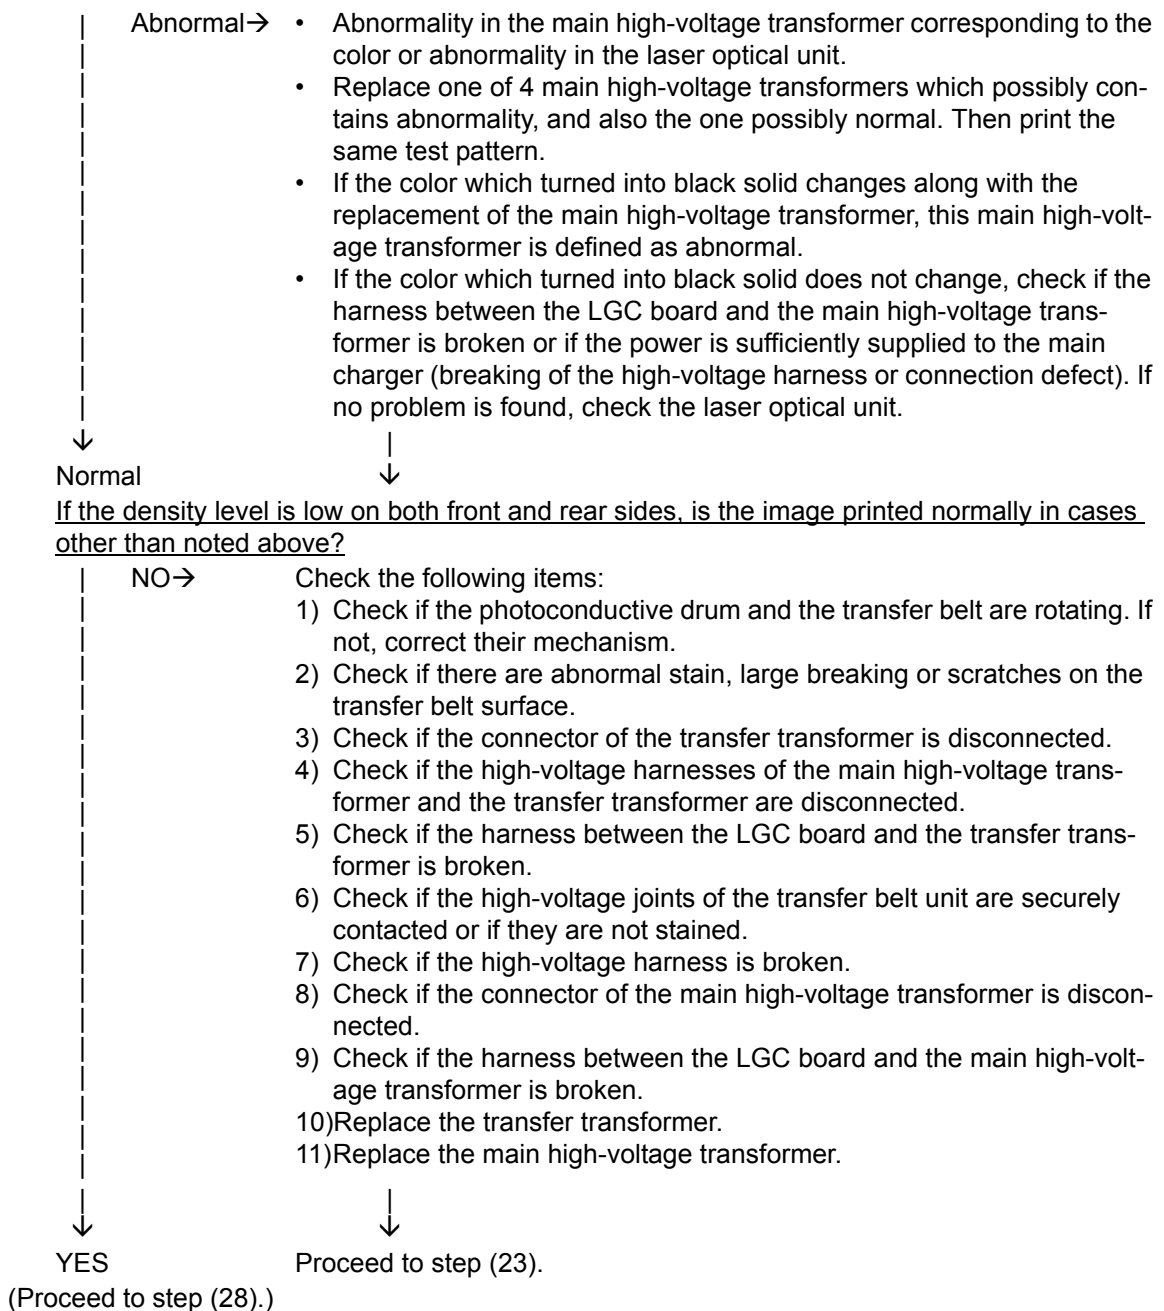 Abnormal→ • Abnormality in the main high-voltage transformer corresponding to the
color or abnormality in the laser optical unit.
• Replace one of 4 main high-voltage transformers which possibly con-
tains abnormality, and also the one possibly normal. Then print the
same test pattern.
• If the color which turned into black solid changes along with the
replacement of the main high-voltage transformer, this main high-volt-
age transformer is defined as abnormal.
• If the color which turned into black solid does not change, check if the
harness between the LGC board and the main high-voltage trans-
former is broken or if the power is sufficiently supplied to the main
charger (breaking of the high-voltage harness or connection defect). If
no problem is found, check the laser optical unit.
Normal
If the density level is low on both front and rear sides, is the image printed normally in cases
other than noted above?
NO→ Check the following items:
1) Check if the photoconductive drum and the transfer belt are rotating. If
not, correct their mechanism.
2) Check if there are abnormal stain, large breaking or scratches on the
transfer belt surface.
3) Check if the connector of the transfer transformer is disconnected.
4) Check if the high-voltage harnesses of the main high-voltage trans-
former and the transfer transformer are disconnected.
5) Check if the harness between the LGC board and the transfer trans-
former is broken.
6) Check if the high-voltage joints of the transfer belt unit are securely
contacted or if they are not stained.
7) Check if the high-voltage harness is broken.
8) Check if the connector of the main high-voltage transformer is discon-
nected.
9) Check if the harness between the LGC board and the main high-volt-
age transformer is broken.
10)Replace the transfer transformer.
11)Replace the main high-voltage transformer.
YES Proceed to step (23).
(Proceed to step (28).)